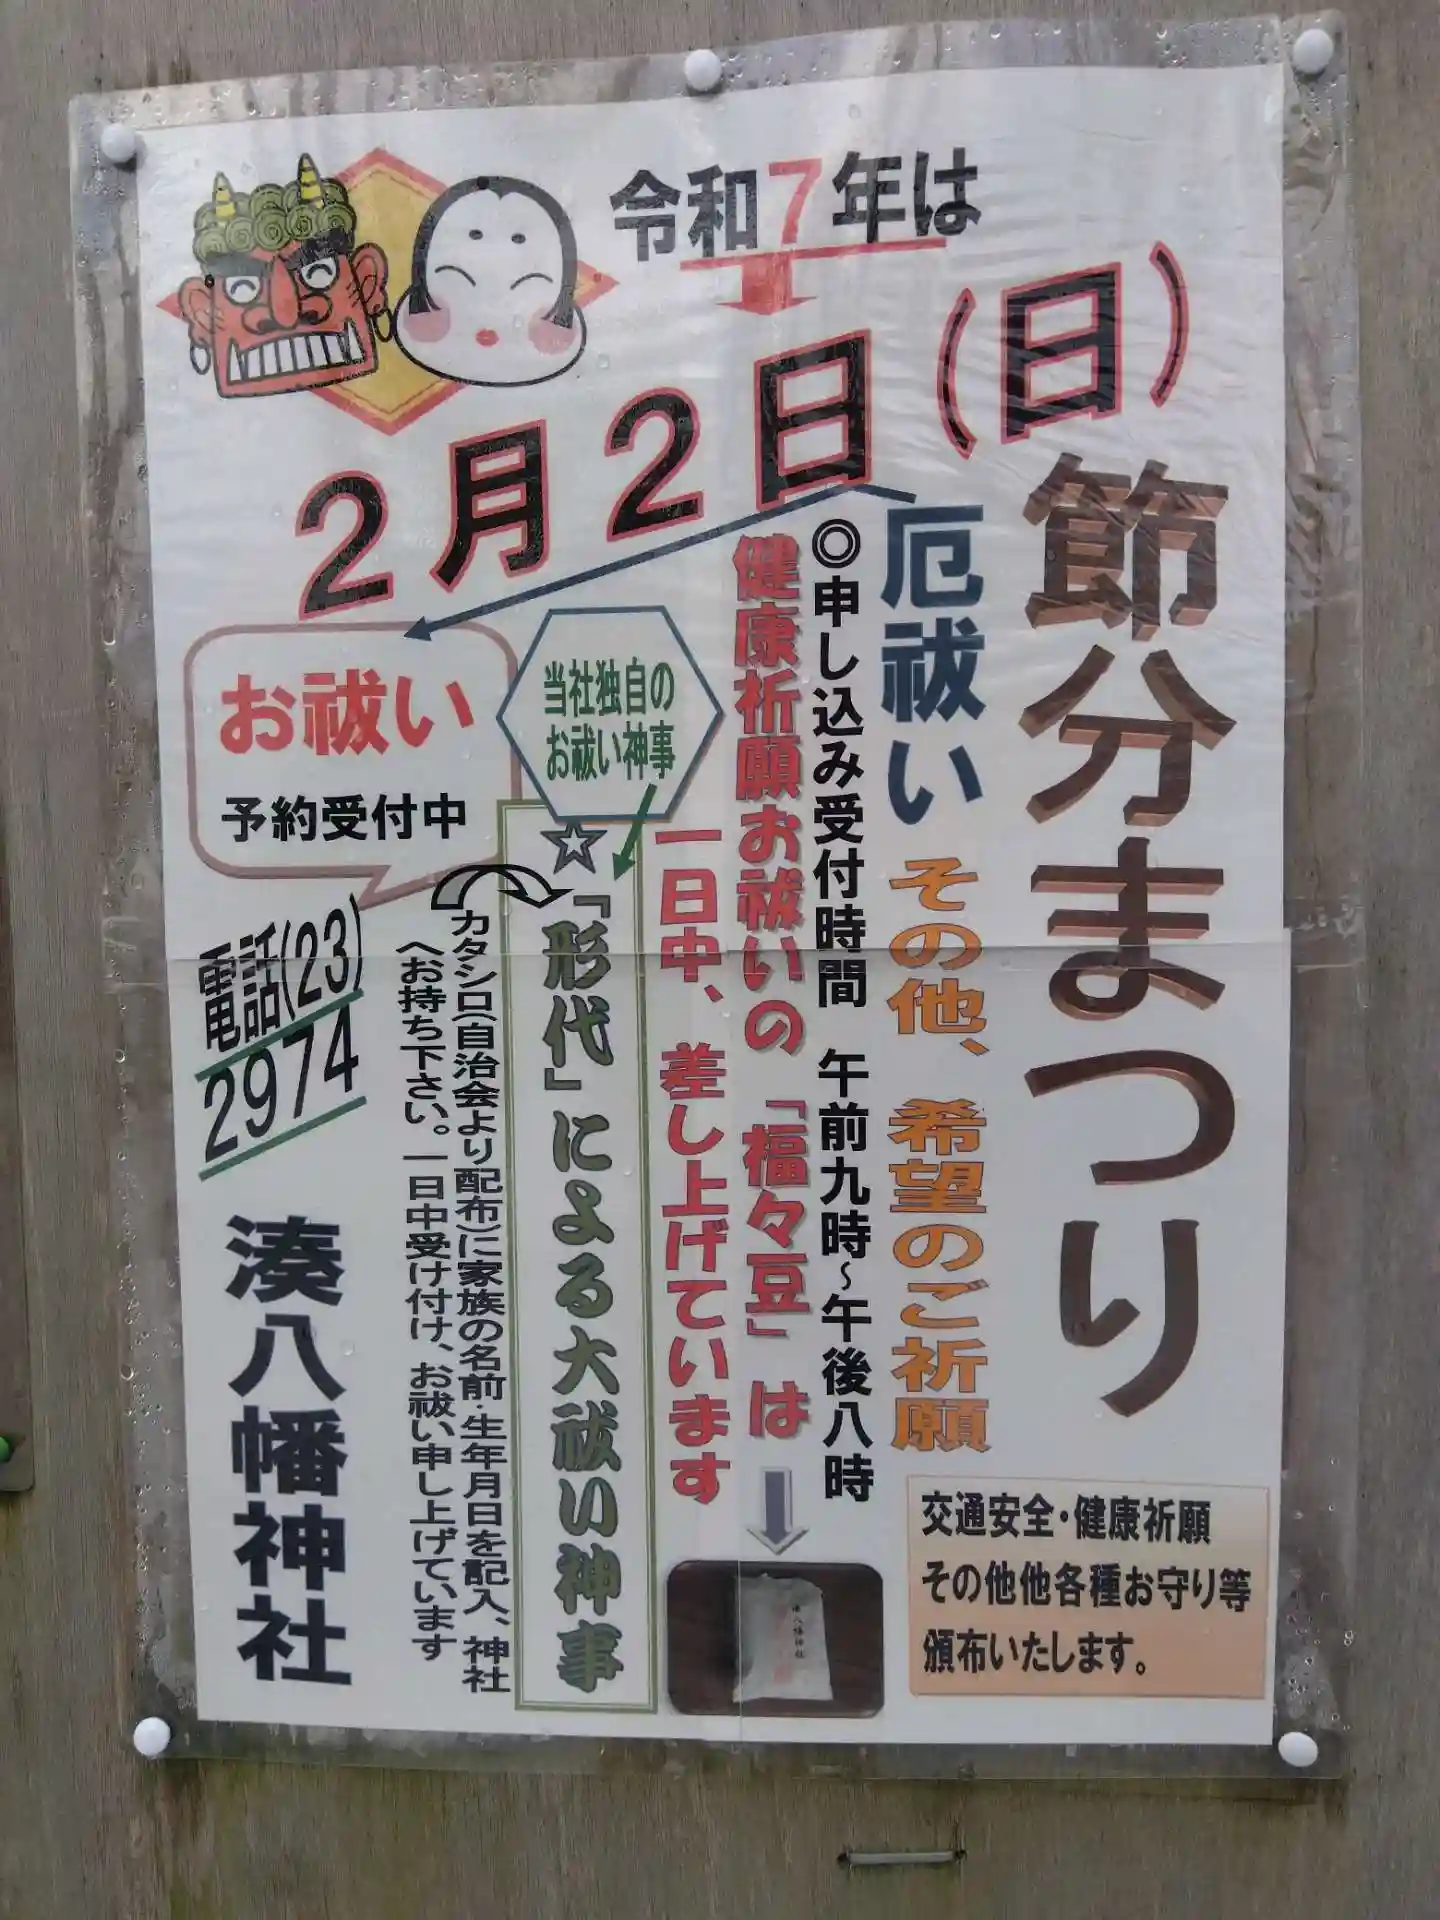 令和7年は
2月2日(日)
節分まつり
厄祓い その他、希望のご祈願
◎申し込み受付時間 午前九時~午後八時
健康祈願お祓いの「福々豆」は
一日中、差し上げています
当社独自の
お祓い神事
☆「形代」による大祓い神事
カタシロ(自治会より配布)に家族の名前・生年月日を記入、神社
へお持ち下さい。一日中受け付け、お祓い申し上げています
お祓い
予約受付中
電話(23)
2974
湊八幡神社
交通安全・健康祈願
その他他各種お守り等
頒布いたします。
湊八幡神社